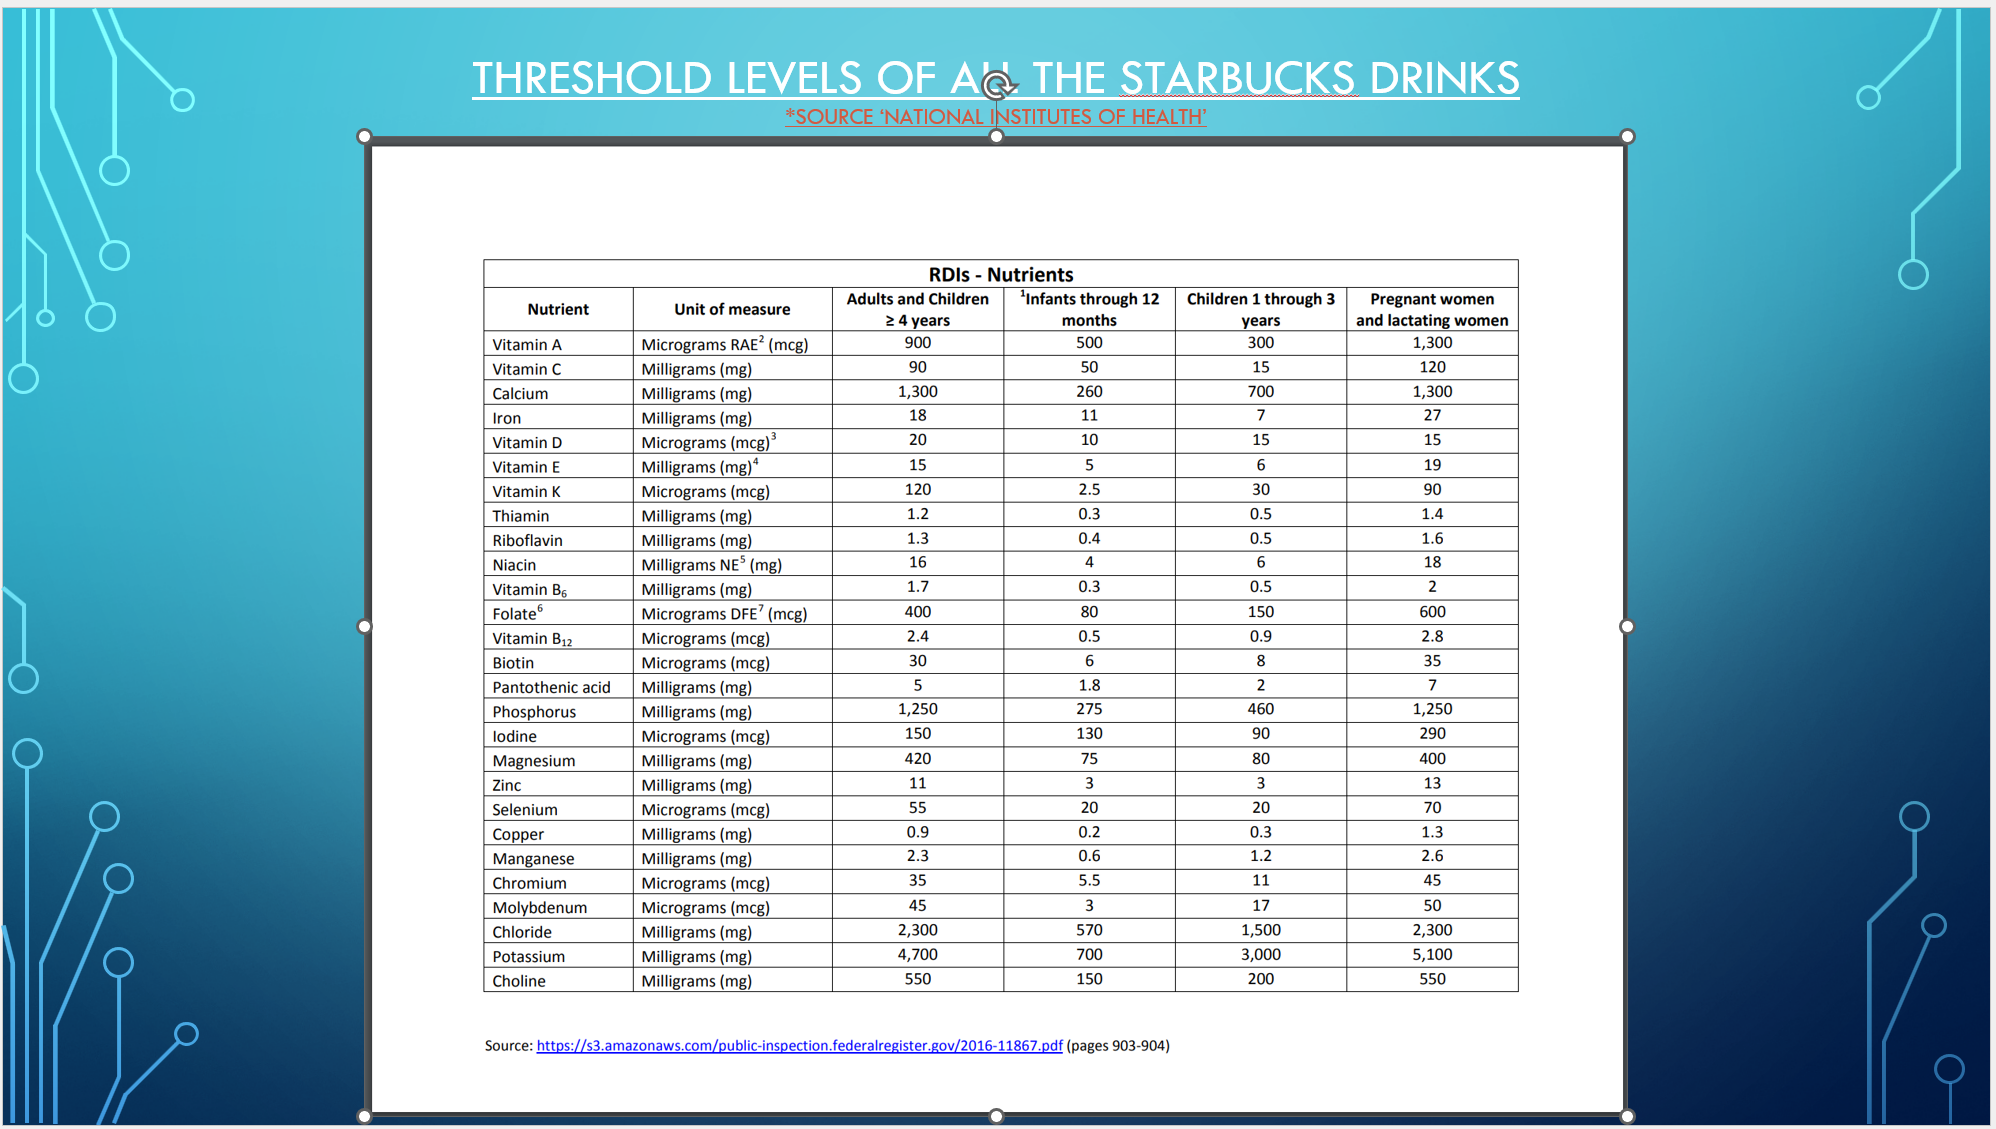 THRESHOLD LEVELS OF ALL THE STARBUCKS DRINKS
*SOURCE ‘NATIONAL INSTITUTES OF HEALTH’
RDIs - Nutrients
Nutrient Unit of measure Adults and Children ≥ 4 years ¹Infants through 12 months Children 1 through 3 years Pregnant women and lactating women
Vitamin A Micrograms RAE² (mcg) 900 500 300 1,300
Vitamin C Milligrams (mg) 90 50 15 120
Calcium Milligrams (mg) 1,300 260 700 1,300
Iron Milligrams (mg) 18 11 7 27
Vitamin D Micrograms (mcg)³ 20 10 15 15
Vitamin E Milligrams (mg)⁴ 15 5 6 19
Vitamin K Micrograms (mcg) 120 2.5 30 90
Thiamin Milligrams (mg) 1.2 0.3 0.5 1.4
Riboflavin Milligrams (mg) 1.3 0.4 0.5 1.6
Niacin Milligrams NE⁵ (mg) 16 4 6 18
Vitamin B₆ Milligrams (mg) 1.7 0.3 0.5 2
Folate⁶ Micrograms DFE⁷ (mcg) 400 80 150 600
Vitamin B₁₂ Micrograms (mcg) 2.4 0.5 0.9 2.8
Biotin Micrograms (mcg) 30 6 8 35
Pantothenic acid Milligrams (mg) 5 1.8 2 7
Phosphorus Milligrams (mg) 1,250 275 460 1,250
Iodine Micrograms (mcg) 150 130 90 290
Magnesium Milligrams (mg) 420 75 80 400
Zinc Milligrams (mg) 11 3 3 13
Selenium Micrograms (mcg) 55 20 20 70
Copper Milligrams (mg) 0.9 0.2 0.3 1.3
Manganese Milligrams (mg) 2.3 0.6 1.2 2.6
Chromium Micrograms (mcg) 35 5.5 11 45
Molybdenum Micrograms (mcg) 45 3 17 50
Chloride Milligrams (mg) 2,300 570 1,500 2,300
Potassium Milligrams (mg) 4,700 700 3,000 5,100
Choline Milligrams (mg) 550 150 200 550
Source: https://s3.amazonaws.com/public-inspection.federalregister.gov/2016-11867.pdf (pages 903-904)